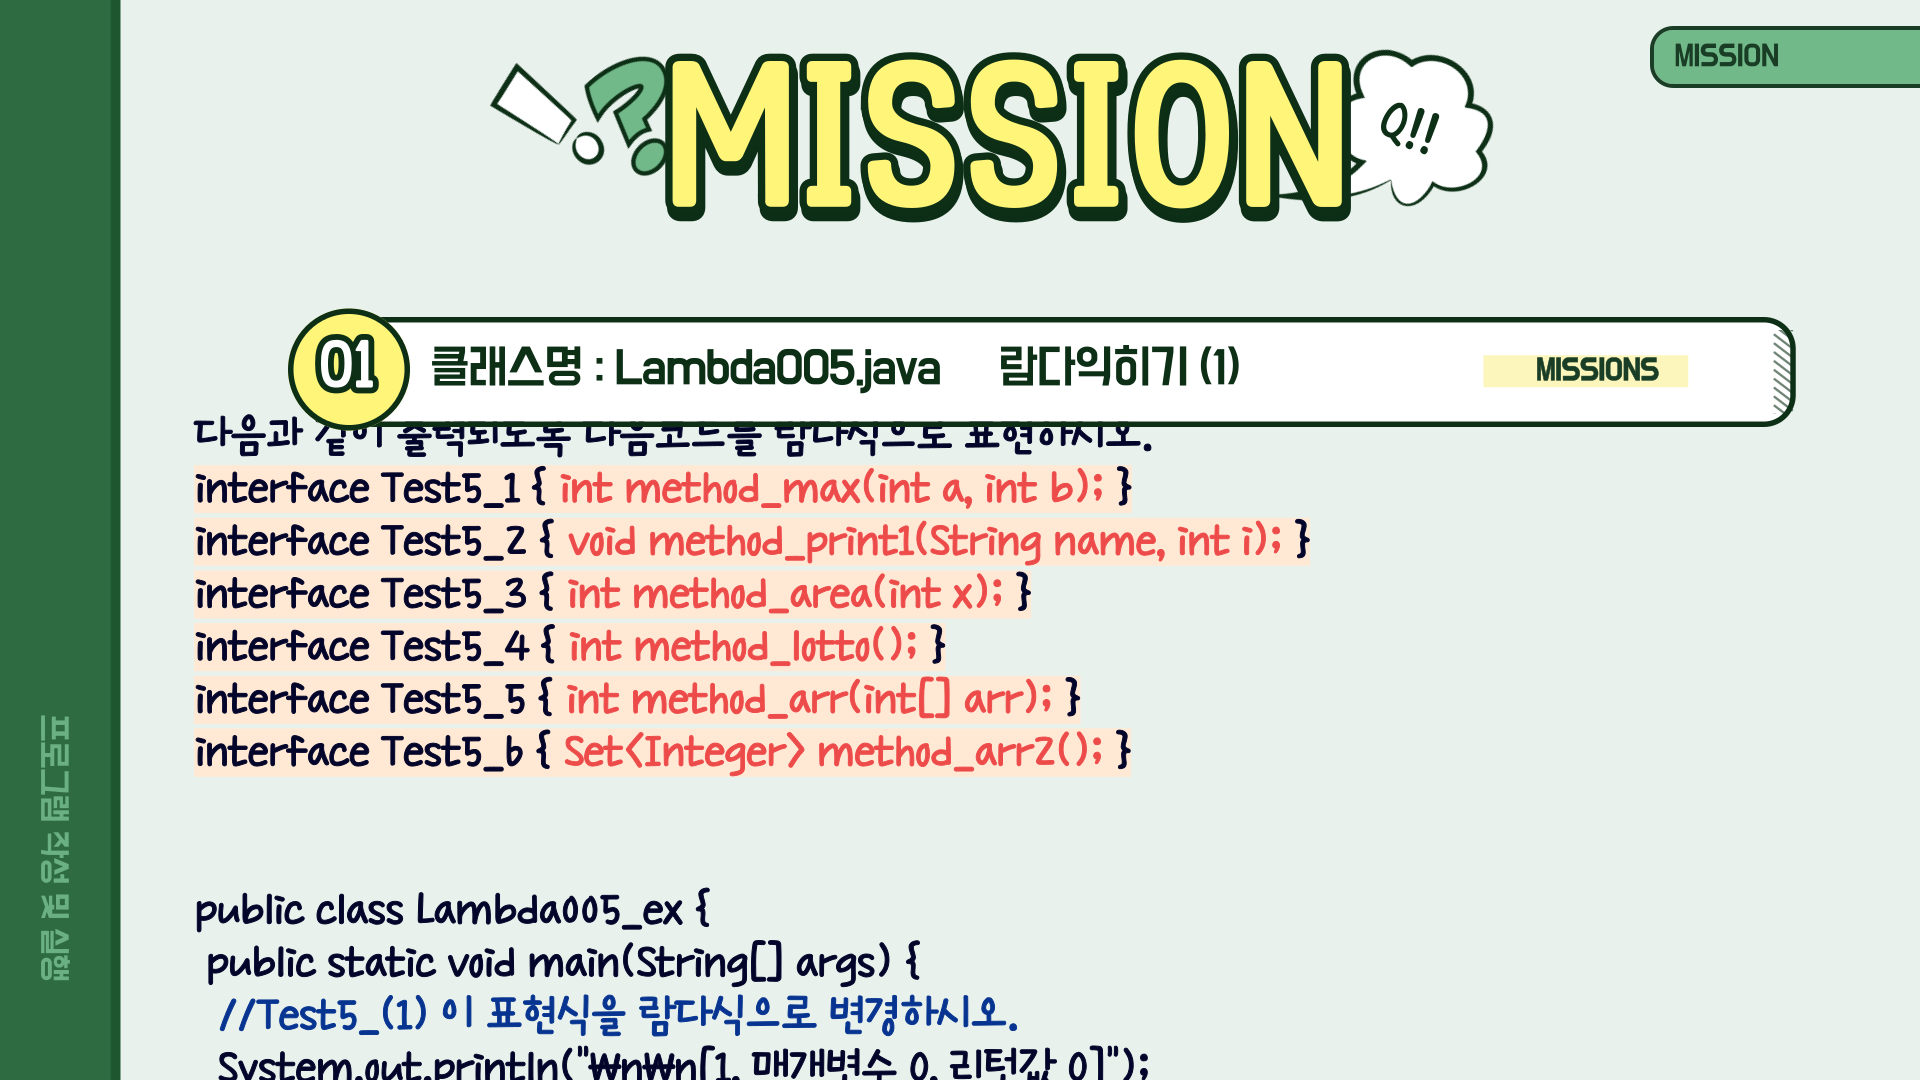 MISSION
! ? MISSION Q!!
01 클래스명 : Lambda005.java 람다익히기 (1) MISSIONS
다음과 같이 출력되도록 다음코드를 람다식으로 표현하시오.
interface Test5_1 { int method_max(int a, int b); }
interface Test5_2 { void method_print1(String name, int i); }
interface Test5_3 { int method_area(int x); }
interface Test5_4 { int method_lotto(); }
interface Test5_5 { int method_arr(int[] arr); }
interface Test5_6 { Set<Integer> method_arr2(); }
public class Lambda005_ex {
public static void main(String[] args) {
//Test5_(1) 이 표현식을 람다식으로 변경하시오.
System.out.println("₩n₩n[1. 매개변수 O, 리턴값 O]");
프로그램 작성 및 실행